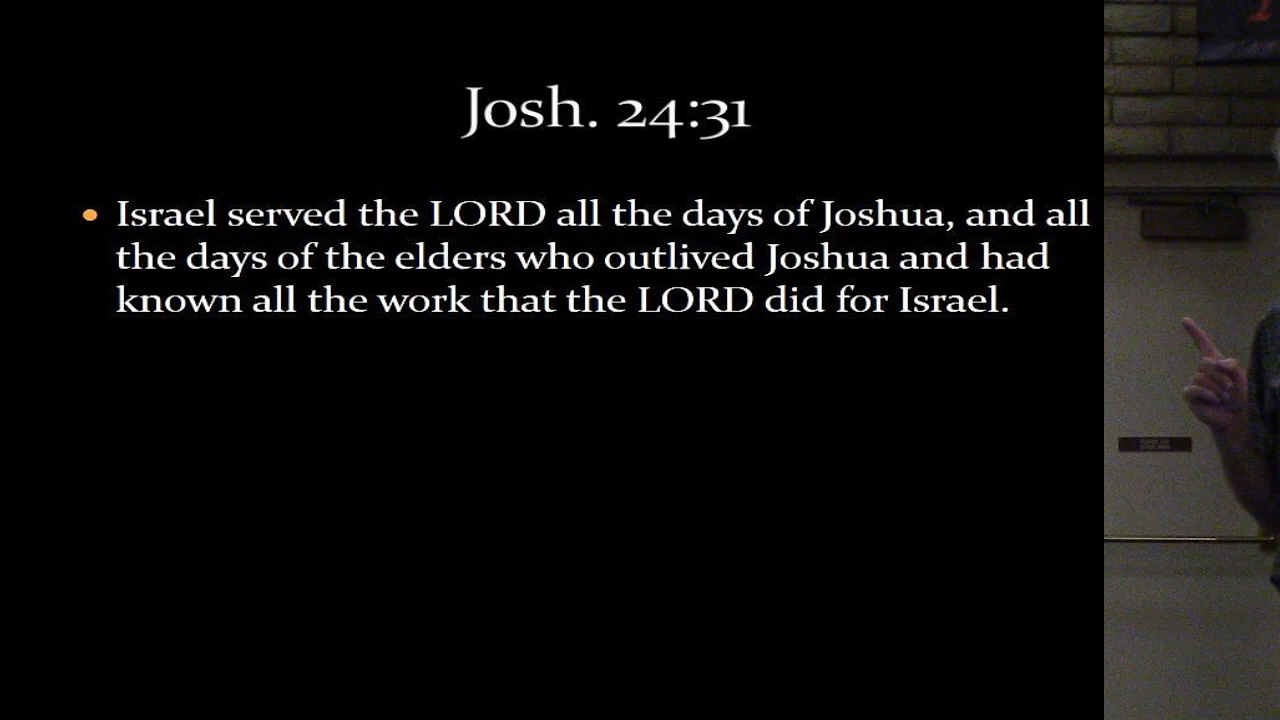 Josh. 24:31
• Israel served the LORD all the days of Joshua, and all
the days of the elders who outlived Joshua and had
known all the work that the LORD did for Israel.